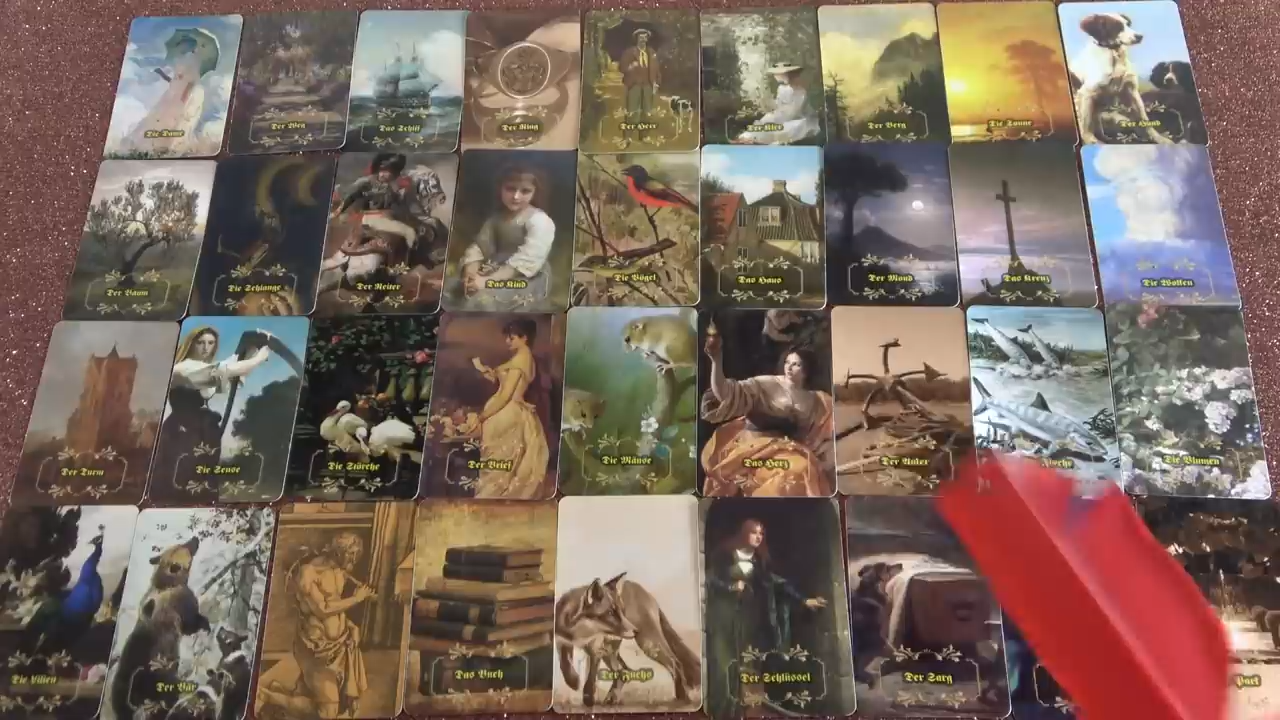 Die Dame
Der Weg
Das Schiff
Der Ring
Der Herr
Der Klee
Der Berg
Die Sonne
Der Hund
Der Baum
Die Schlange
Der Reiter
Das Kind
Die Vögel
Das Haus
Der Mond
Das Kreuz
Die Wolken
Der Turm
Die Sense
Die Störche
Der Brief
Die Mäuse
Das Herz
Der Anker
Die Blumen
Die Lilien
Der Bär
Das Buch
Der Fuchs
Der Schlüssel
Der Sarg
Park